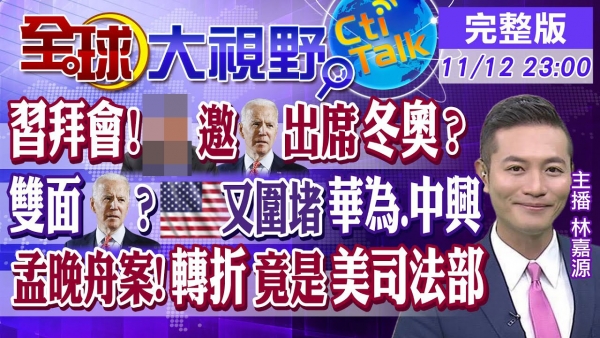 全球大視野
Cti Talk
完整版
11/12 23:00
習拜會! 邀 出席 冬奧?
雙面 ? 又圍堵 華為.中興
孟晚舟案! 轉折 竟是 美司法部
主播 林嘉源